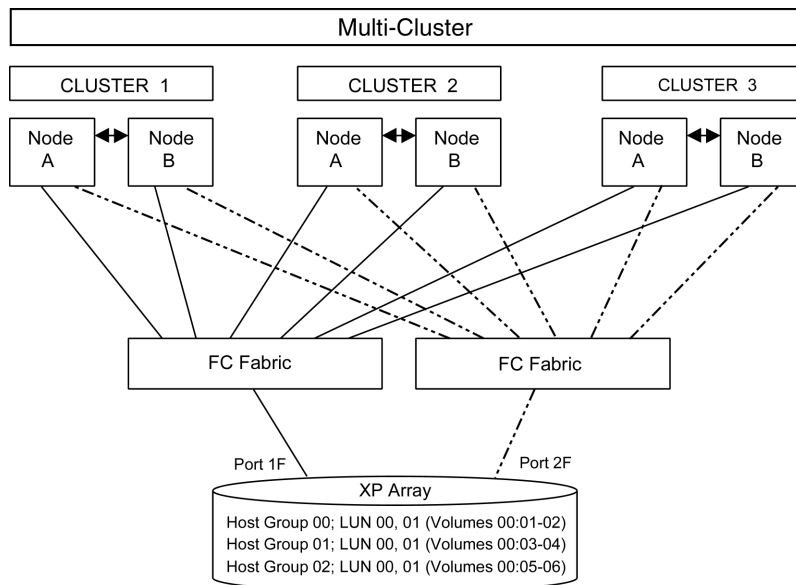 Multi-Cluster
CLUSTER 1
CLUSTER 2
CLUSTER 3
Node
A
Node
B
Node
A
Node
B
Node
A
Node
B
FC Fabric
FC Fabric
Port 1F
Port 2F
XP Array
Host Group 00; LUN 00, 01 (Volumes 00:01-02)
Host Group 01; LUN 00, 01 (Volumes 00:03-04)
Host Group 02; LUN 00, 01 (Volumes 00:05-06)